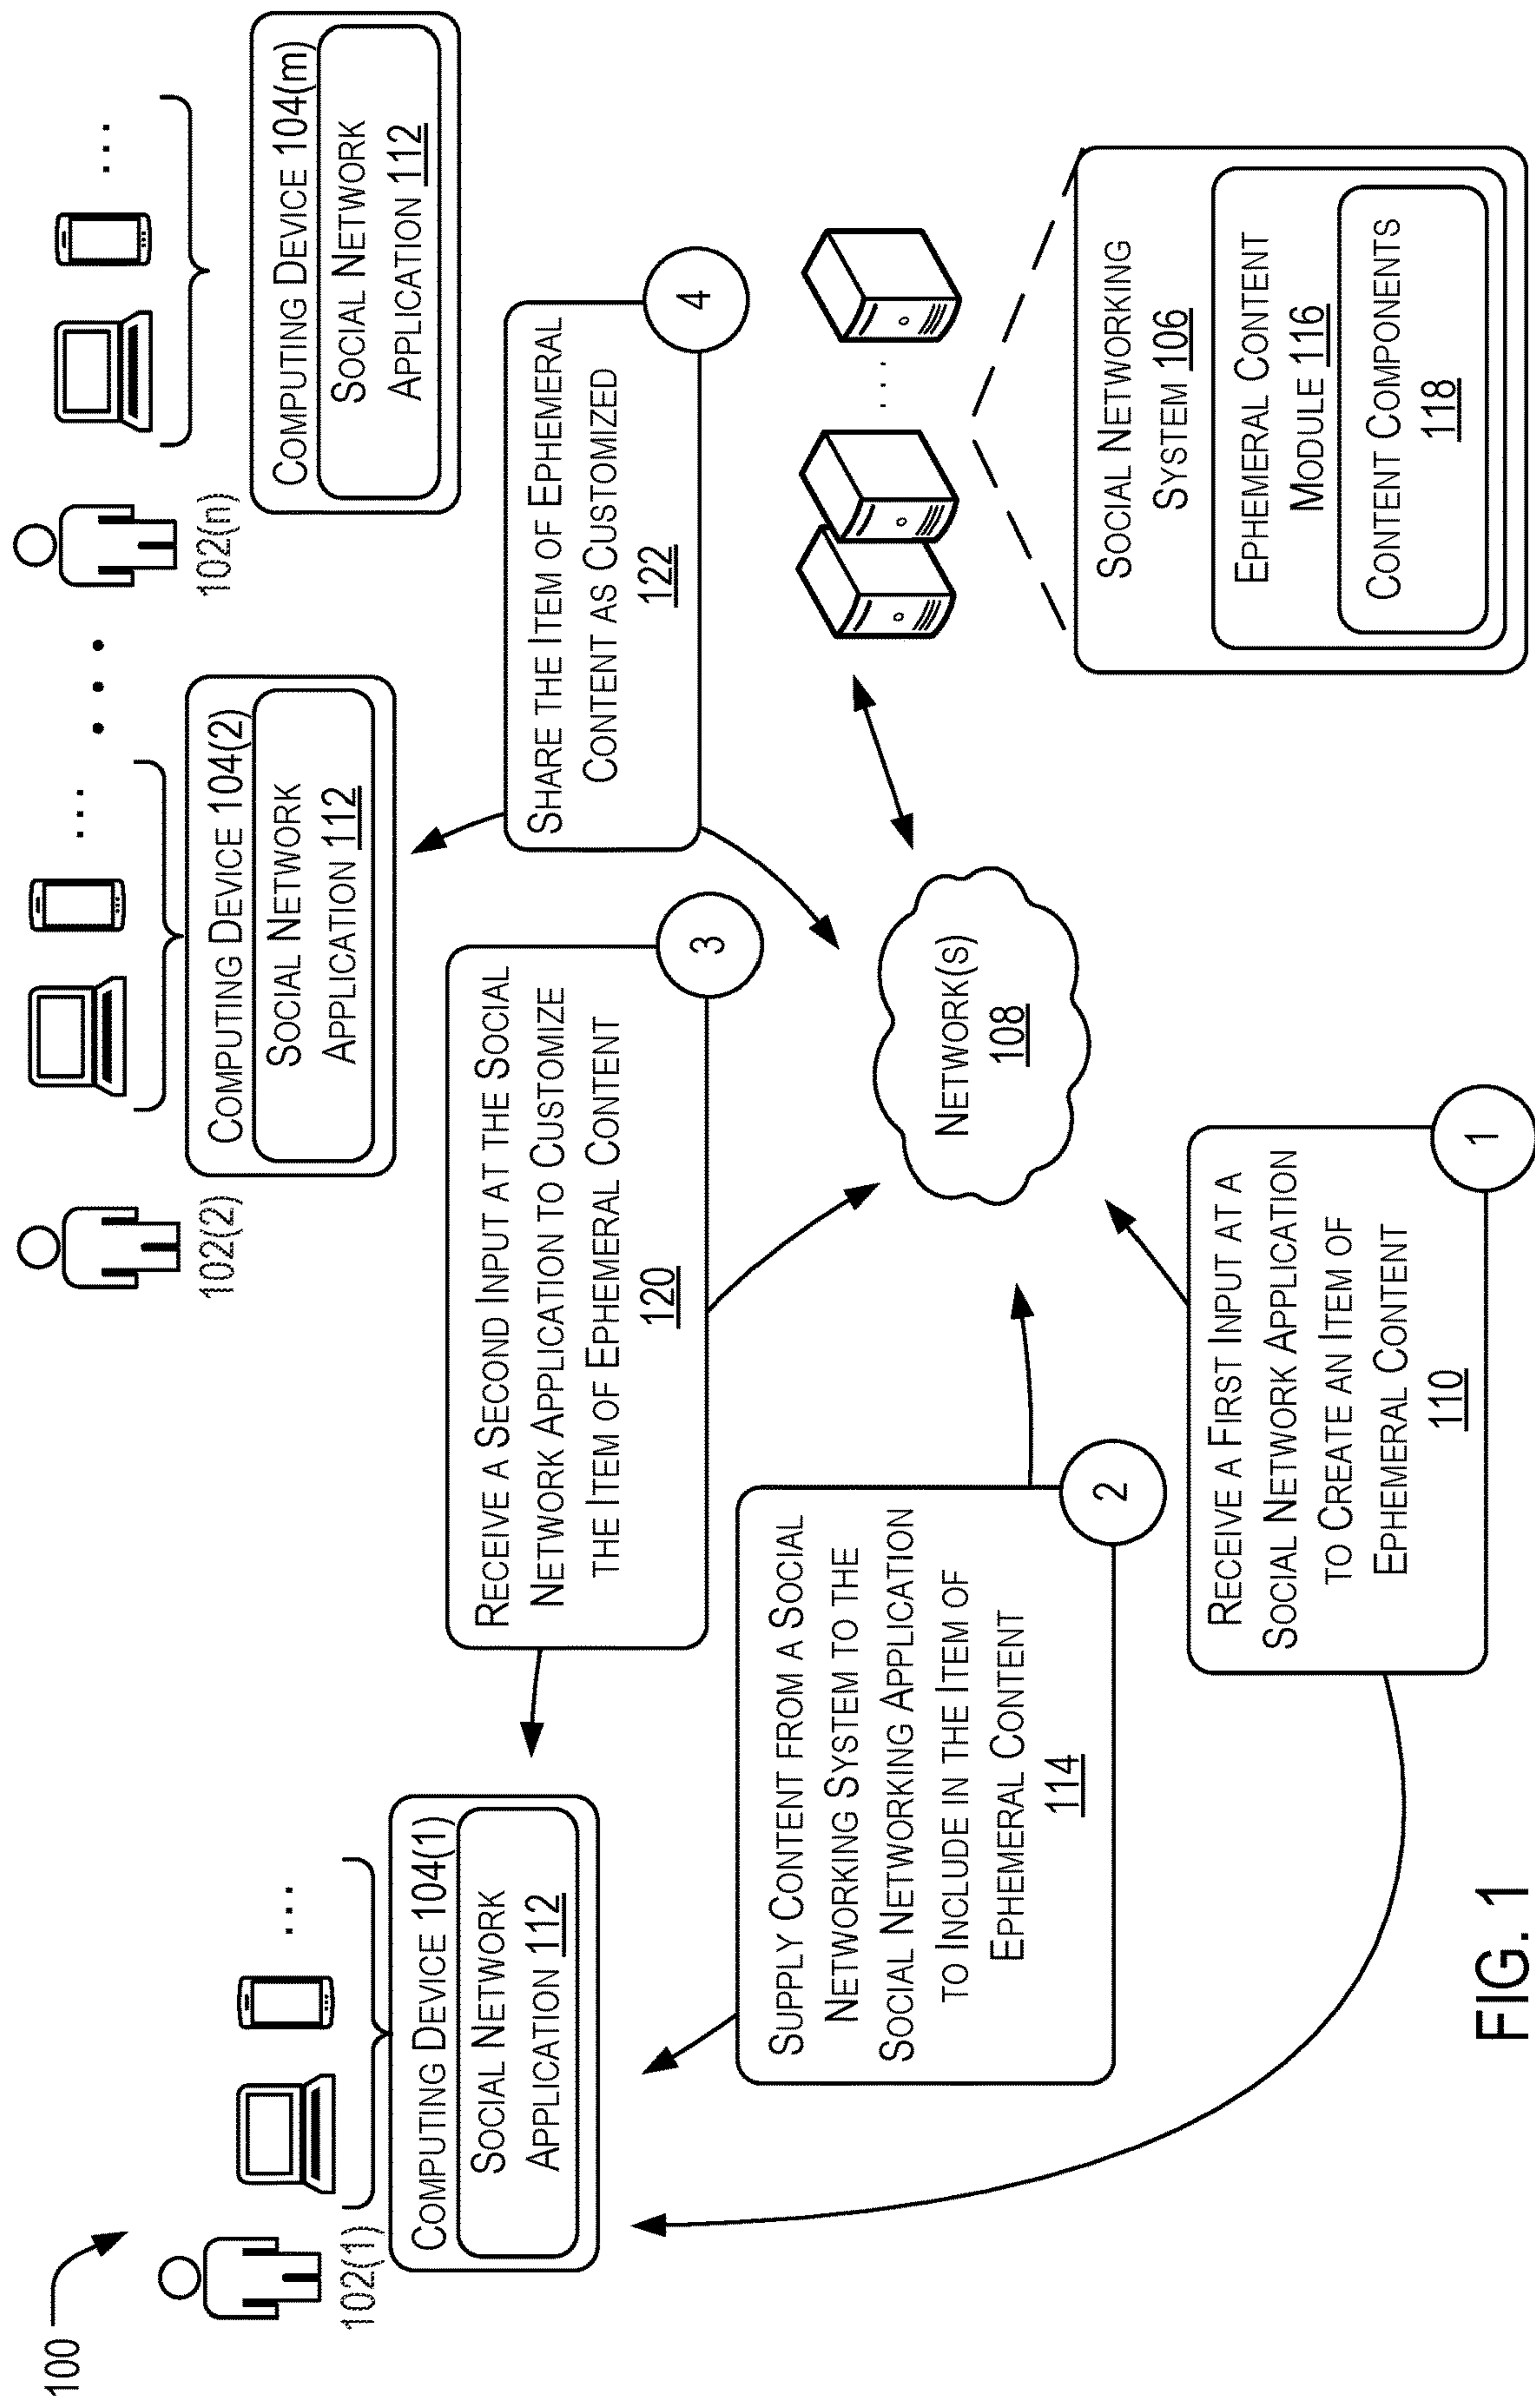 100
102(1)
COMPUTING DEVICE 104(1)
SOCIAL NETWORK
APPLICATION 112
102(2)
COMPUTING DEVICE 104(2)
SOCIAL NETWORK
APPLICATION 112
102(n)
COMPUTING DEVICE 104(m)
SOCIAL NETWORK
APPLICATION 112
RECEIVE A SECOND INPUT AT THE SOCIAL
NETWORK APPLICATION TO CUSTOMIZE
THE ITEM OF EPHEMERAL CONTENT
120
3
SHARE THE ITEM OF EPHEMERAL
CONTENT AS CUSTOMIZED
122
4
SUPPLY CONTENT FROM A SOCIAL
NETWORKING SYSTEM TO THE
SOCIAL NETWORKING APPLICATION
TO INCLUDE IN THE ITEM OF
EPHEMERAL CONTENT
114
2
NETWORK(S)
108
RECEIVE A FIRST INPUT AT A
SOCIAL NETWORK APPLICATION
TO CREATE AN ITEM OF
EPHEMERAL CONTENT
110
1
SOCIAL NETWORKING
SYSTEM 106
EPHEMERAL CONTENT
MODULE 116
CONTENT COMPONENTS
118
FIG. 1